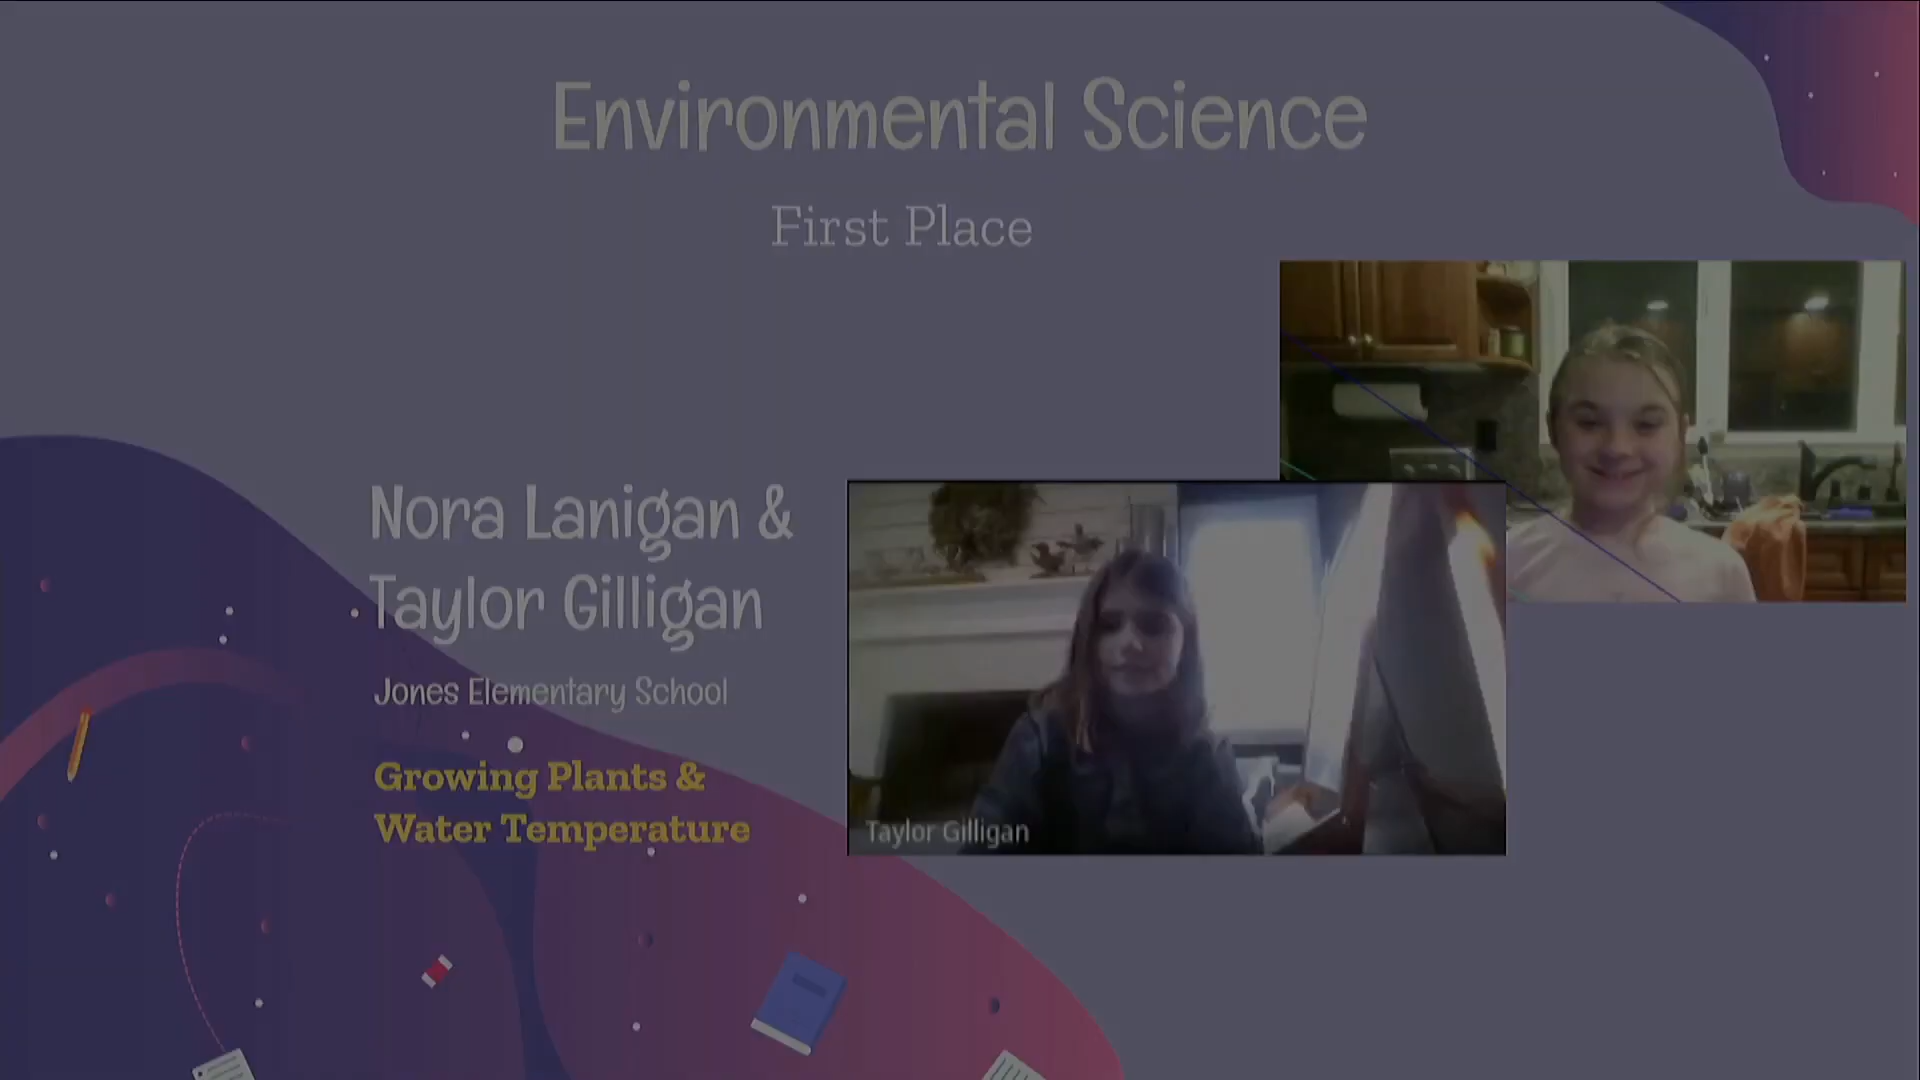 Environmental Science
First Place
Nora Lanigan &
Taylor Gilligan
Jones Elementary School
Growing Plants &
Water Temperature
Taylor Gilligan